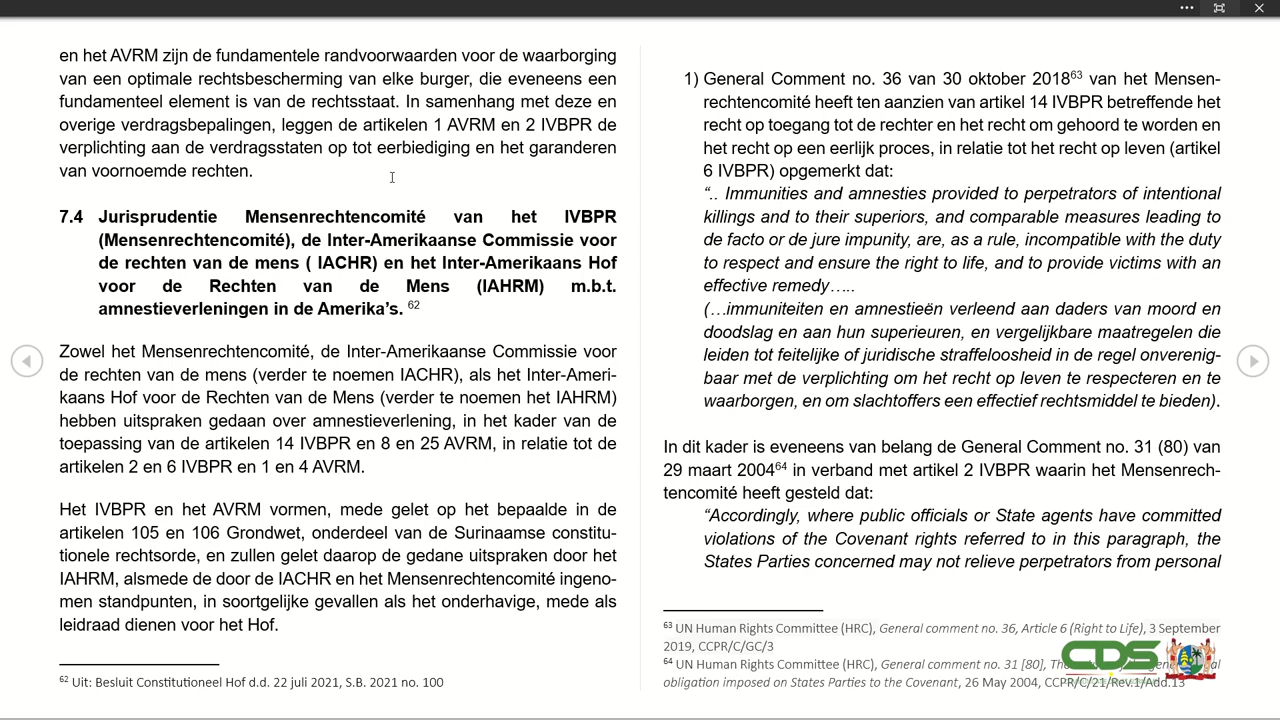 en het AVRM zijn de fundamentele randvoorwaarden voor de waarborging
van een optimale rechtsbescherming van elke burger, die eveneens een
fundamenteel element is van de rechtsstaat. In samenhang met deze en
overige verdragsbepalingen, leggen de artikelen 1 AVRM en 2 IVBPR de
verplichting aan de verdragsstaten op tot eerbiediging en het garanderen
van voornoemde rechten.
7.4 Jurisprudentie Mensenrechtencomité van het IVBPR
(Mensenrechtencomité), de Inter-Amerikaanse Commissie voor
de rechten van de mens ( IACHR) en het Inter-Amerikaans Hof
voor de Rechten van de Mens (IAHRM) m.b.t.
amnestieverleningen in de Amerika’s. 62
Zowel het Mensenrechtencomité, de Inter-Amerikaanse Commissie voor
de rechten van de mens (verder te noemen IACHR), als het Inter-Ameri-
kaans Hof voor de Rechten van de Mens (verder te noemen het IAHRM)
hebben uitspraken gedaan over amnestieverlening, in het kader van de
toepassing van de artikelen 14 IVBPR en 8 en 25 AVRM, in relatie tot de
artikelen 2 en 6 IVBPR en 1 en 4 AVRM.
Het IVBPR en het AVRM vormen, mede gelet op het bepaalde in de
artikelen 105 en 106 Grondwet, onderdeel van de Surinaamse constitu-
tionele rechtsorde, en zullen gelet daarop de gedane uitspraken door het
IAHRM, alsmede de door de IACHR en het Mensenrechtencomité ingeno-
men standpunten, in soortgelijke gevallen als het onderhavige, mede als
leidraad dienen voor het Hof.
62 Uit: Besluit Constitutioneel Hof d.d. 22 juli 2021, S.B. 2021 no. 100
1) General Comment no. 36 van 30 oktober 201863 van het Mensen-
rechtencomité heeft ten aanzien van artikel 14 IVBPR betreffende het
recht op toegang tot de rechter en het recht om gehoord te worden en
het recht op een eerlijk proces, in relatie tot het recht op leven (artikel
6 IVBPR) opgemerkt dat:
“.. Immunities and amnesties provided to perpetrators of intentional
killings and to their superiors, and comparable measures leading to
de facto or de jure impunity, are, as a rule, incompatible with the duty
to respect and ensure the right to life, and to provide victims with an
effective remedy…..
(…immuniteiten en amnestieën verleend aan daders van moord en
doodslag en aan hun superieuren, en vergelijkbare maatregelen die
leiden tot feitelijke of juridische straffeloosheid in de regel onverenig-
baar met de verplichting om het recht op leven te respecteren en te
waarborgen, en om slachtoffers een effectief rechtsmiddel te bieden).
In dit kader is eveneens van belang de General Comment no. 31 (80) van
29 maart 200464 in verband met artikel 2 IVBPR waarin het Mensenrech-
tencomité heeft gesteld dat:
“Accordingly, where public officials or State agents have committed
violations of the Covenant rights referred to in this paragraph, the
States Parties concerned may not relieve perpetrators from personal
63 UN Human Rights Committee (HRC), General comment no. 36, Article 6 (Right to Life), 3 September
2019, CCPR/C/GC/3
64 UN Human Rights Committee (HRC), General comment no. 31 [80],
obligation imposed on States Parties to the Covenant, 26 May 2004, CCPR/C/21/Rev.1/Add.13
CDS